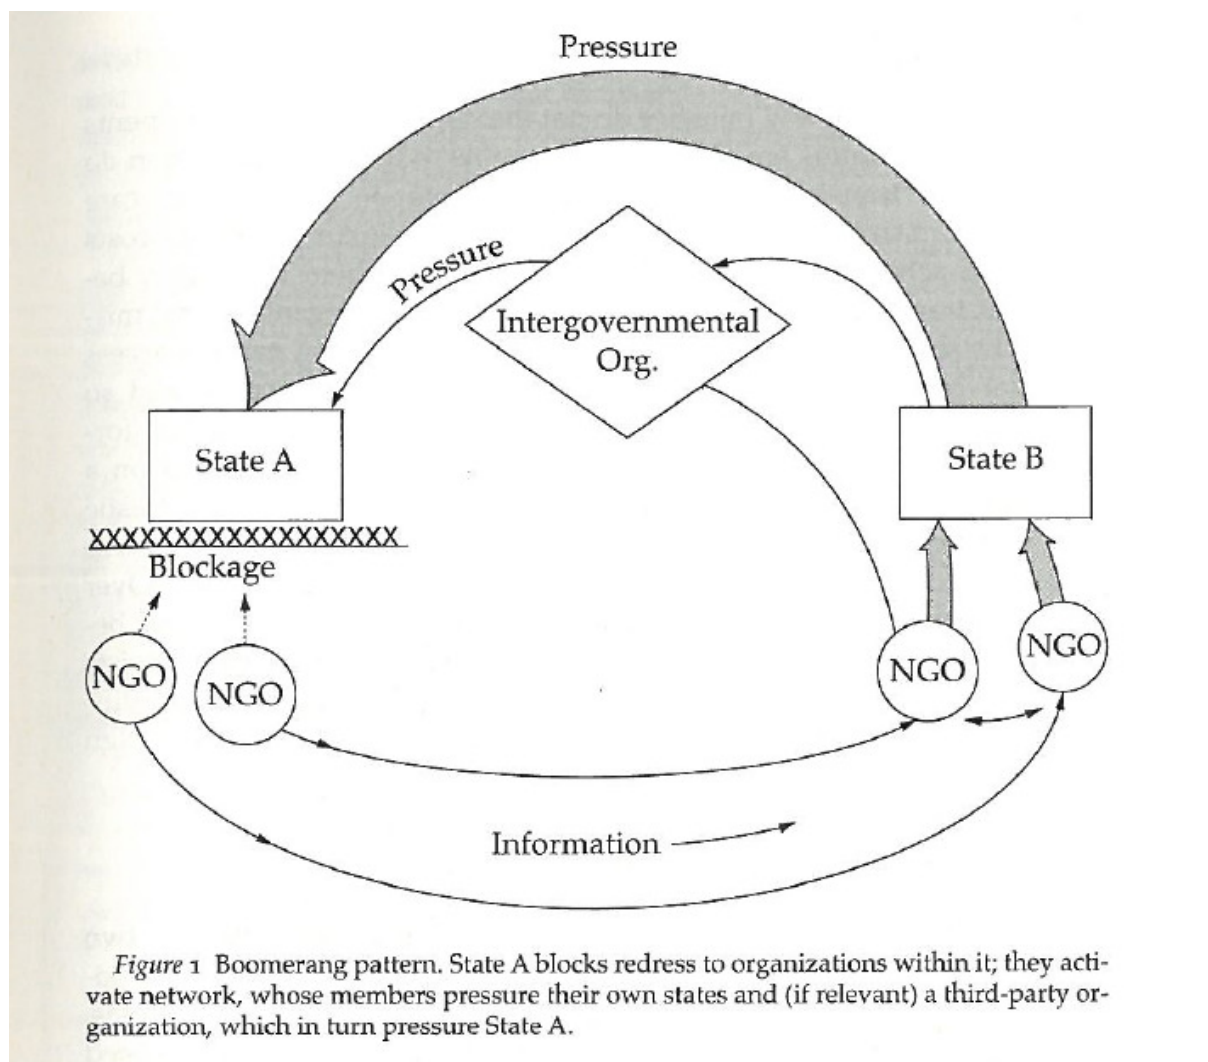 Pressure
Pressure
Intergovernmental
Org.
State A
State B
XXXXXXXXXXXXXXXXXX
Blockage
NGO
NGO
NGO
NGO
Information
Figure 1 Boomerang pattern. State A blocks redress to organizations within it; they acti-
vate network, whose members pressure their own states and (if relevant) a third-party or-
ganization, which in turn pressure State A.